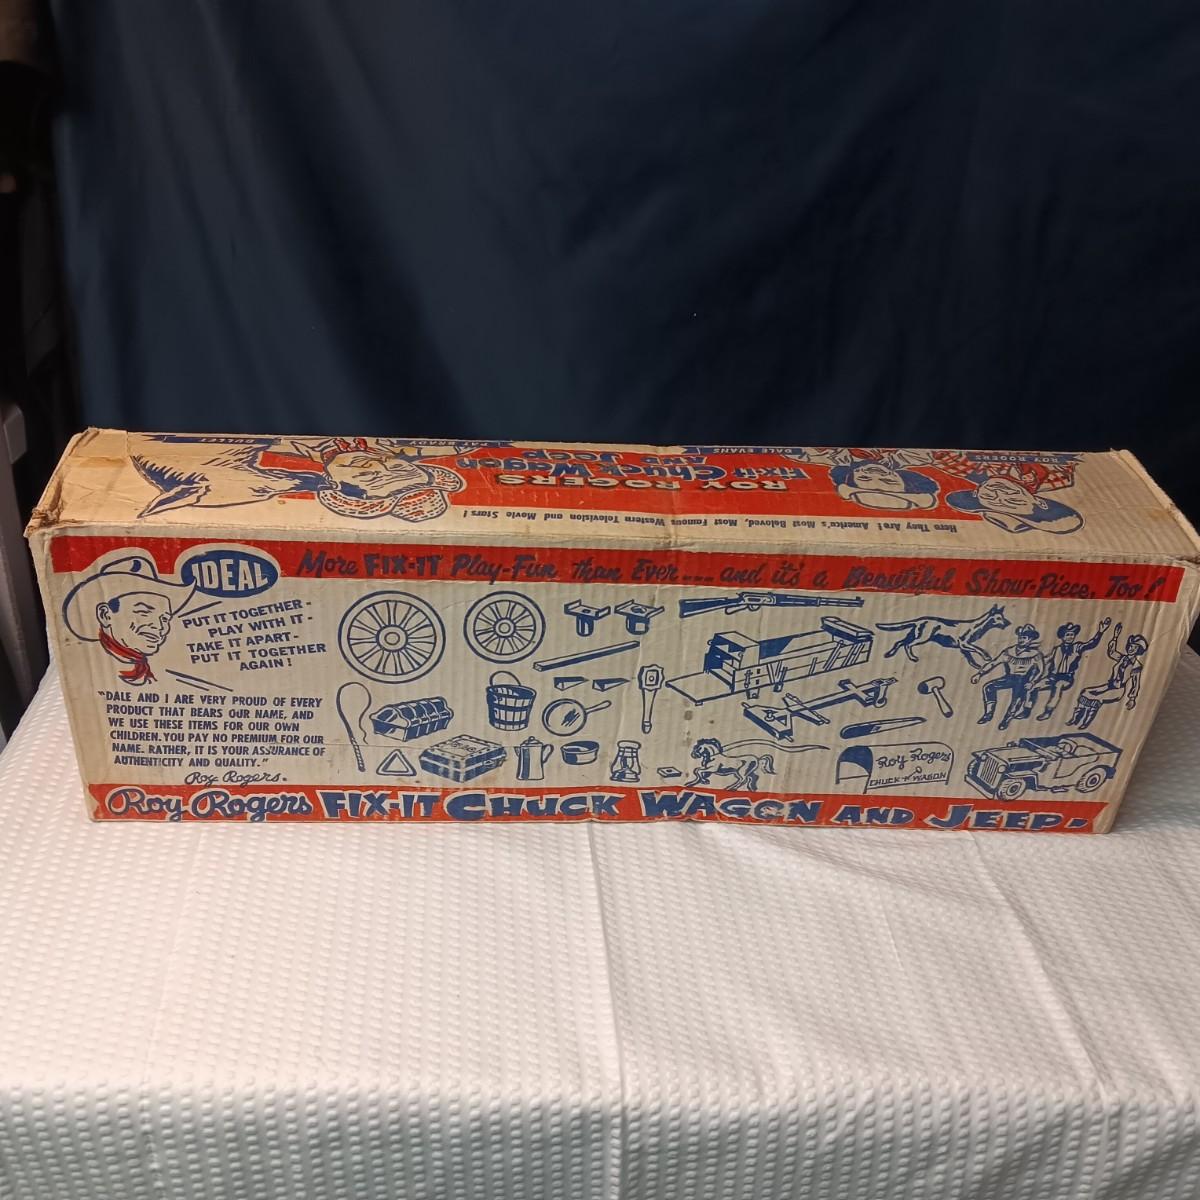 BULLET
PAT BRADY
DALE EVANS
ROY ROGERS
ROY ROGERS
FIX-IT Chuck Wagon
AND Jeep
Here They Are! America's Most Beloved, Most Famous Western Television and Movie Stars!
IDEAL
More FIX-IT Play-Fun than Ever.... and it's a Beautiful Show-Piece, Too!
PUT IT TOGETHER-
PLAY WITH IT-
TAKE IT APART-
PUT IT TOGETHER
AGAIN!
"DALE AND I ARE VERY PROUD OF EVERY
PRODUCT THAT BEARS OUR NAME, AND
WE USE THESE ITEMS FOR OUR OWN
CHILDREN. YOU PAY NO PREMIUM FOR OUR
NAME. RATHER, IT IS YOUR ASSURANCE OF
AUTHENTICITY AND QUALITY."
Roy Rogers.
Roy Rogers
CHUCK WAGON
Roy Rogers FIX-IT CHUCK WAGON AND JEEP.